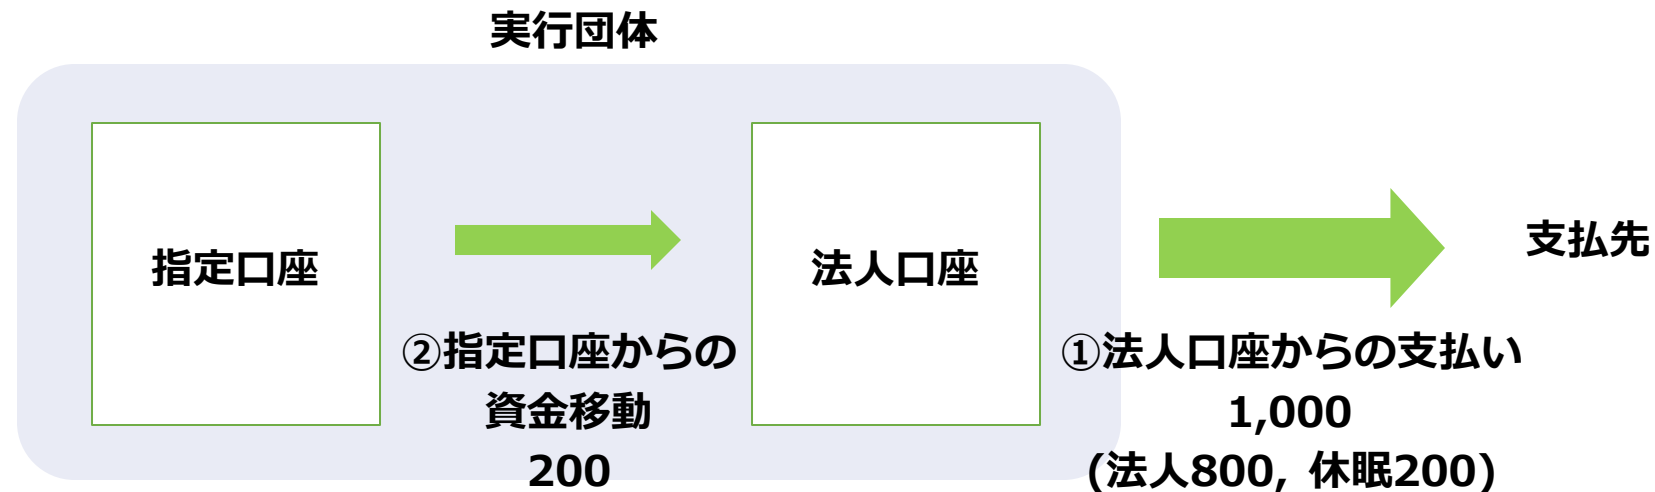 実行団体
指定口座
法人口座
支払先
②指定口座からの
資金移動
200
①法人口座からの支払い
1,000
(法人800, 休眠200)